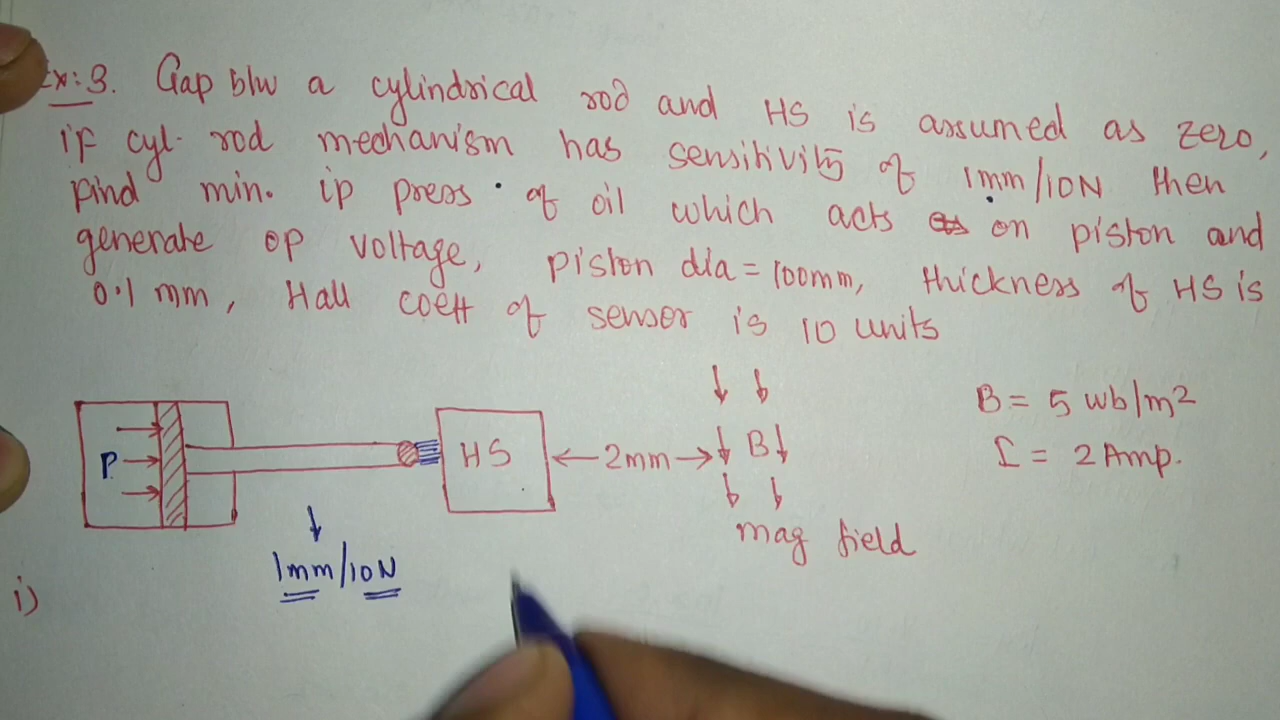 Ex:3. Gap b/w a cylindrical rod and HS is assumed as zero,
if cyl. rod mechanism has sensitivity of 1mm/10N then
find min. ip press. of oil which acts on piston and
generate op voltage, piston dia = 100mm, thickness of HS is
0.1 mm, Hall coeff of sensor is 10 units
B = 5 wb/m²
I = 2 Amp.
P
HS
2mm
B
mag field
1mm/10N
i)